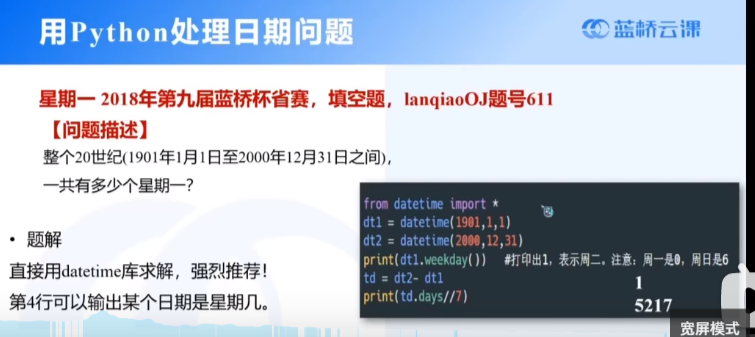 用Python处理日期问题
蓝桥云课
星期一 2018年第九届蓝桥杯省赛，填空题，lanqiaoOJ题号611
【问题描述】
整个20世纪(1901年1月1日至2000年12月31日之间)，
一共有多少个星期一？
• 题解
直接用datetime库求解，强烈推荐！
第4行可以输出某个日期是星期几。
from datetime import *
dt1 = datetime(1901,1,1)
dt2 = datetime(2000,12,31)
print(dt1.weekday()) #打印出1，表示周二。注意：周一是0，周日是6
td = dt2- dt1
print(td.days//7)
1
5217
宽屏模式